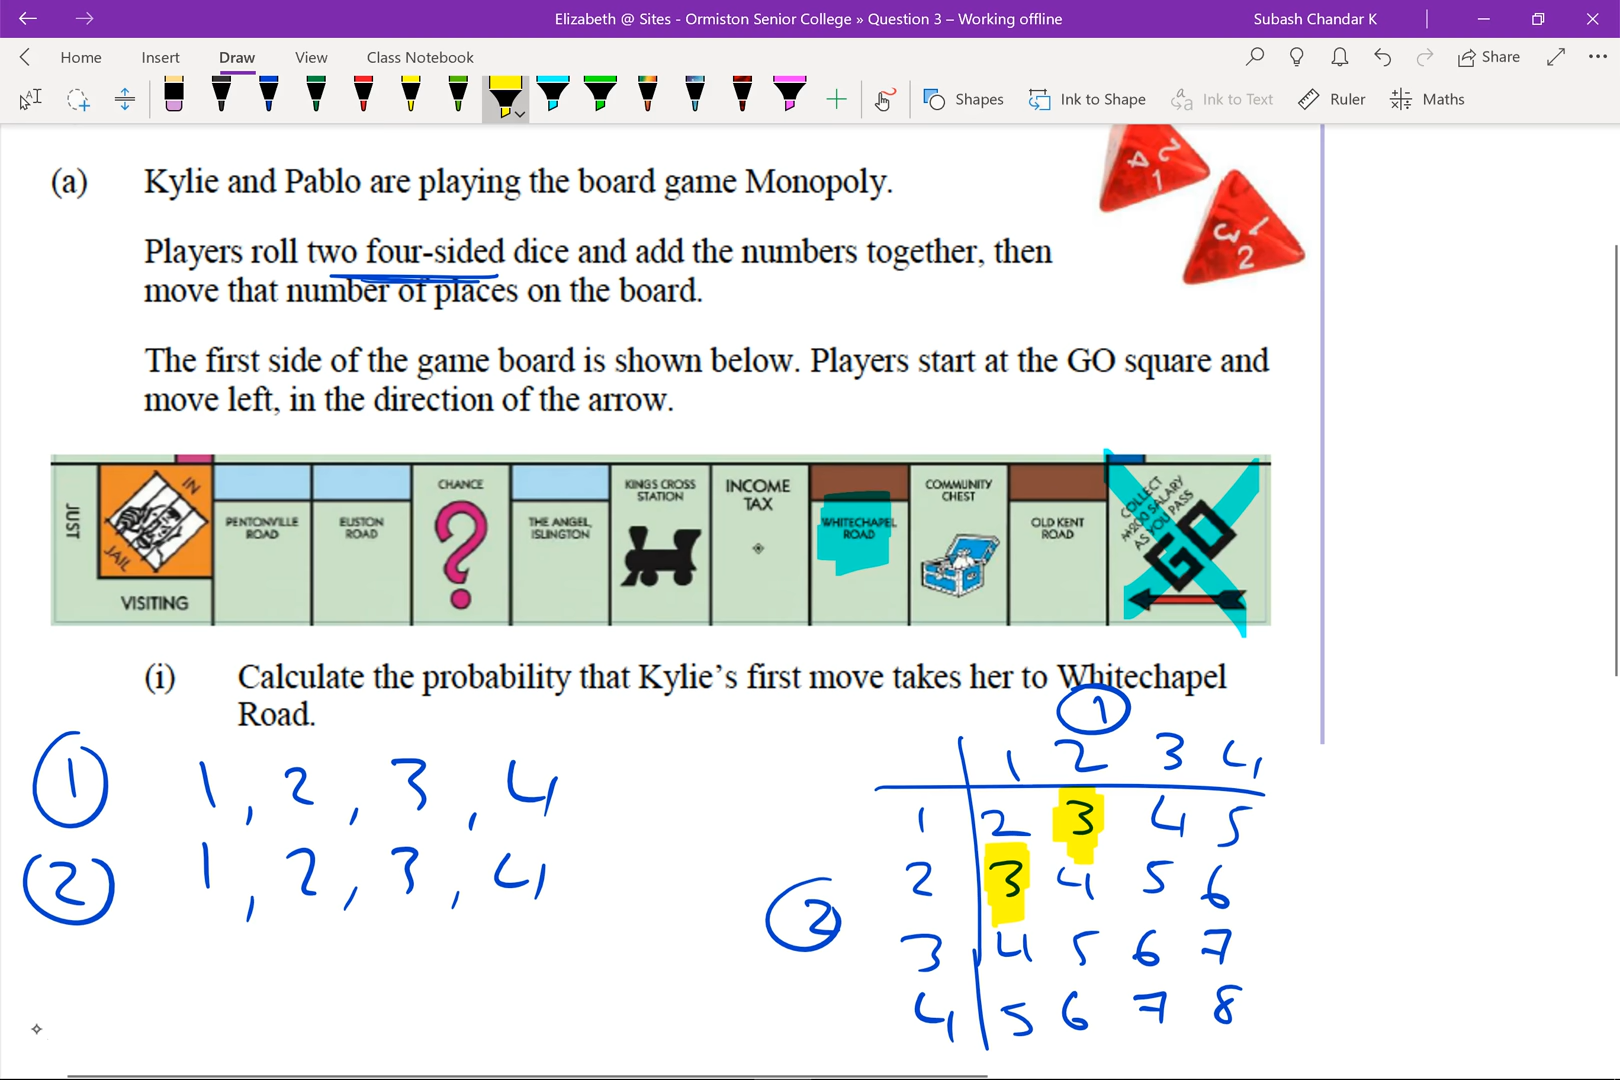 Elizabeth @ Sites - Ormiston Senior College » Question 3 – Working offline
Subash Chandar K
Home Insert Draw View Class Notebook
Share
Shapes Ink to Shape Ink to Text Ruler Maths
(a) Kylie and Pablo are playing the board game Monopoly.
Players roll two four-sided dice and add the numbers together, then
move that number of places on the board.
4 2 1
3 1 2
The first side of the game board is shown below. Players start at the GO square and
move left, in the direction of the arrow.
JUST
IN
JAIL
VISITING
PENTONVILLE
ROAD
EUSTON
ROAD
CHANCE
?
THE ANGEL,
ISLINGTON
KINGS CROSS
STATION
INCOME
TAX
WHITECHAPEL
ROAD
COMMUNITY
CHEST
OLD KENT
ROAD
COLLECT
₩200 SALARY
AS YOU PASS
GO
(i) Calculate the probability that Kylie's first move takes her to Whitechapel
Road.
1 1, 2, 3, 4
2 1, 2, 3, 4
1
1 2 3 4
1 2 3 4 5
2 3 4 5 6
2
3 4 5 6 7
4 5 6 7 8